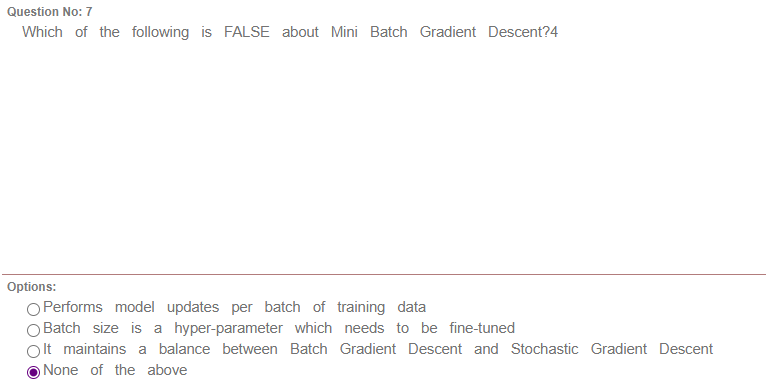 Question No: 7
Which of the following is FALSE about Mini Batch Gradient Descent?4
Options:
Performs model updates per batch of training data
Batch size is a hyper-parameter which needs to be fine-tuned
It maintains a balance between Batch Gradient Descent and Stochastic Gradient Descent
None of the above